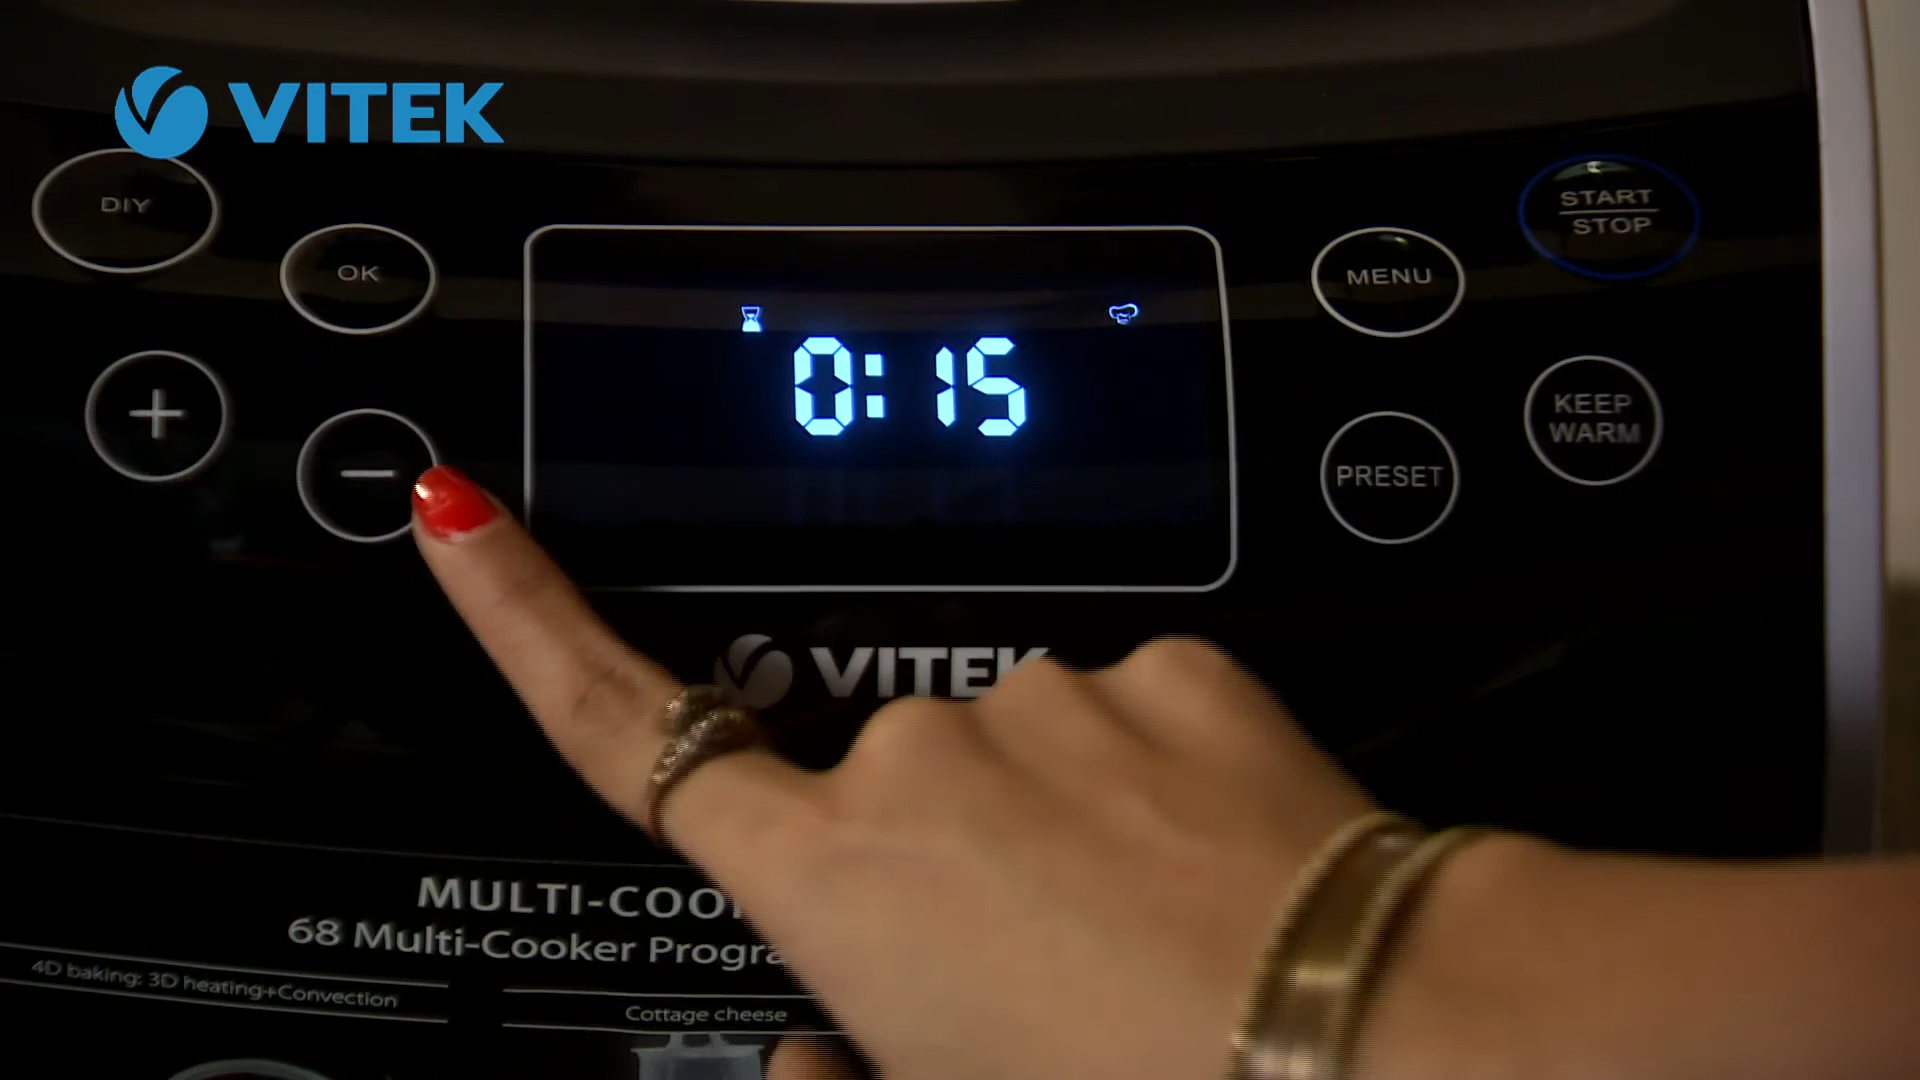 VITEK
DIY
OK
+
−
0:15
MENU
START
STOP
PRESET
KEEP
WARM
VITEK
MULTI-COO
68 Multi-Cooker Progra
4D baking: 3D heating+Convection
Cottage cheese